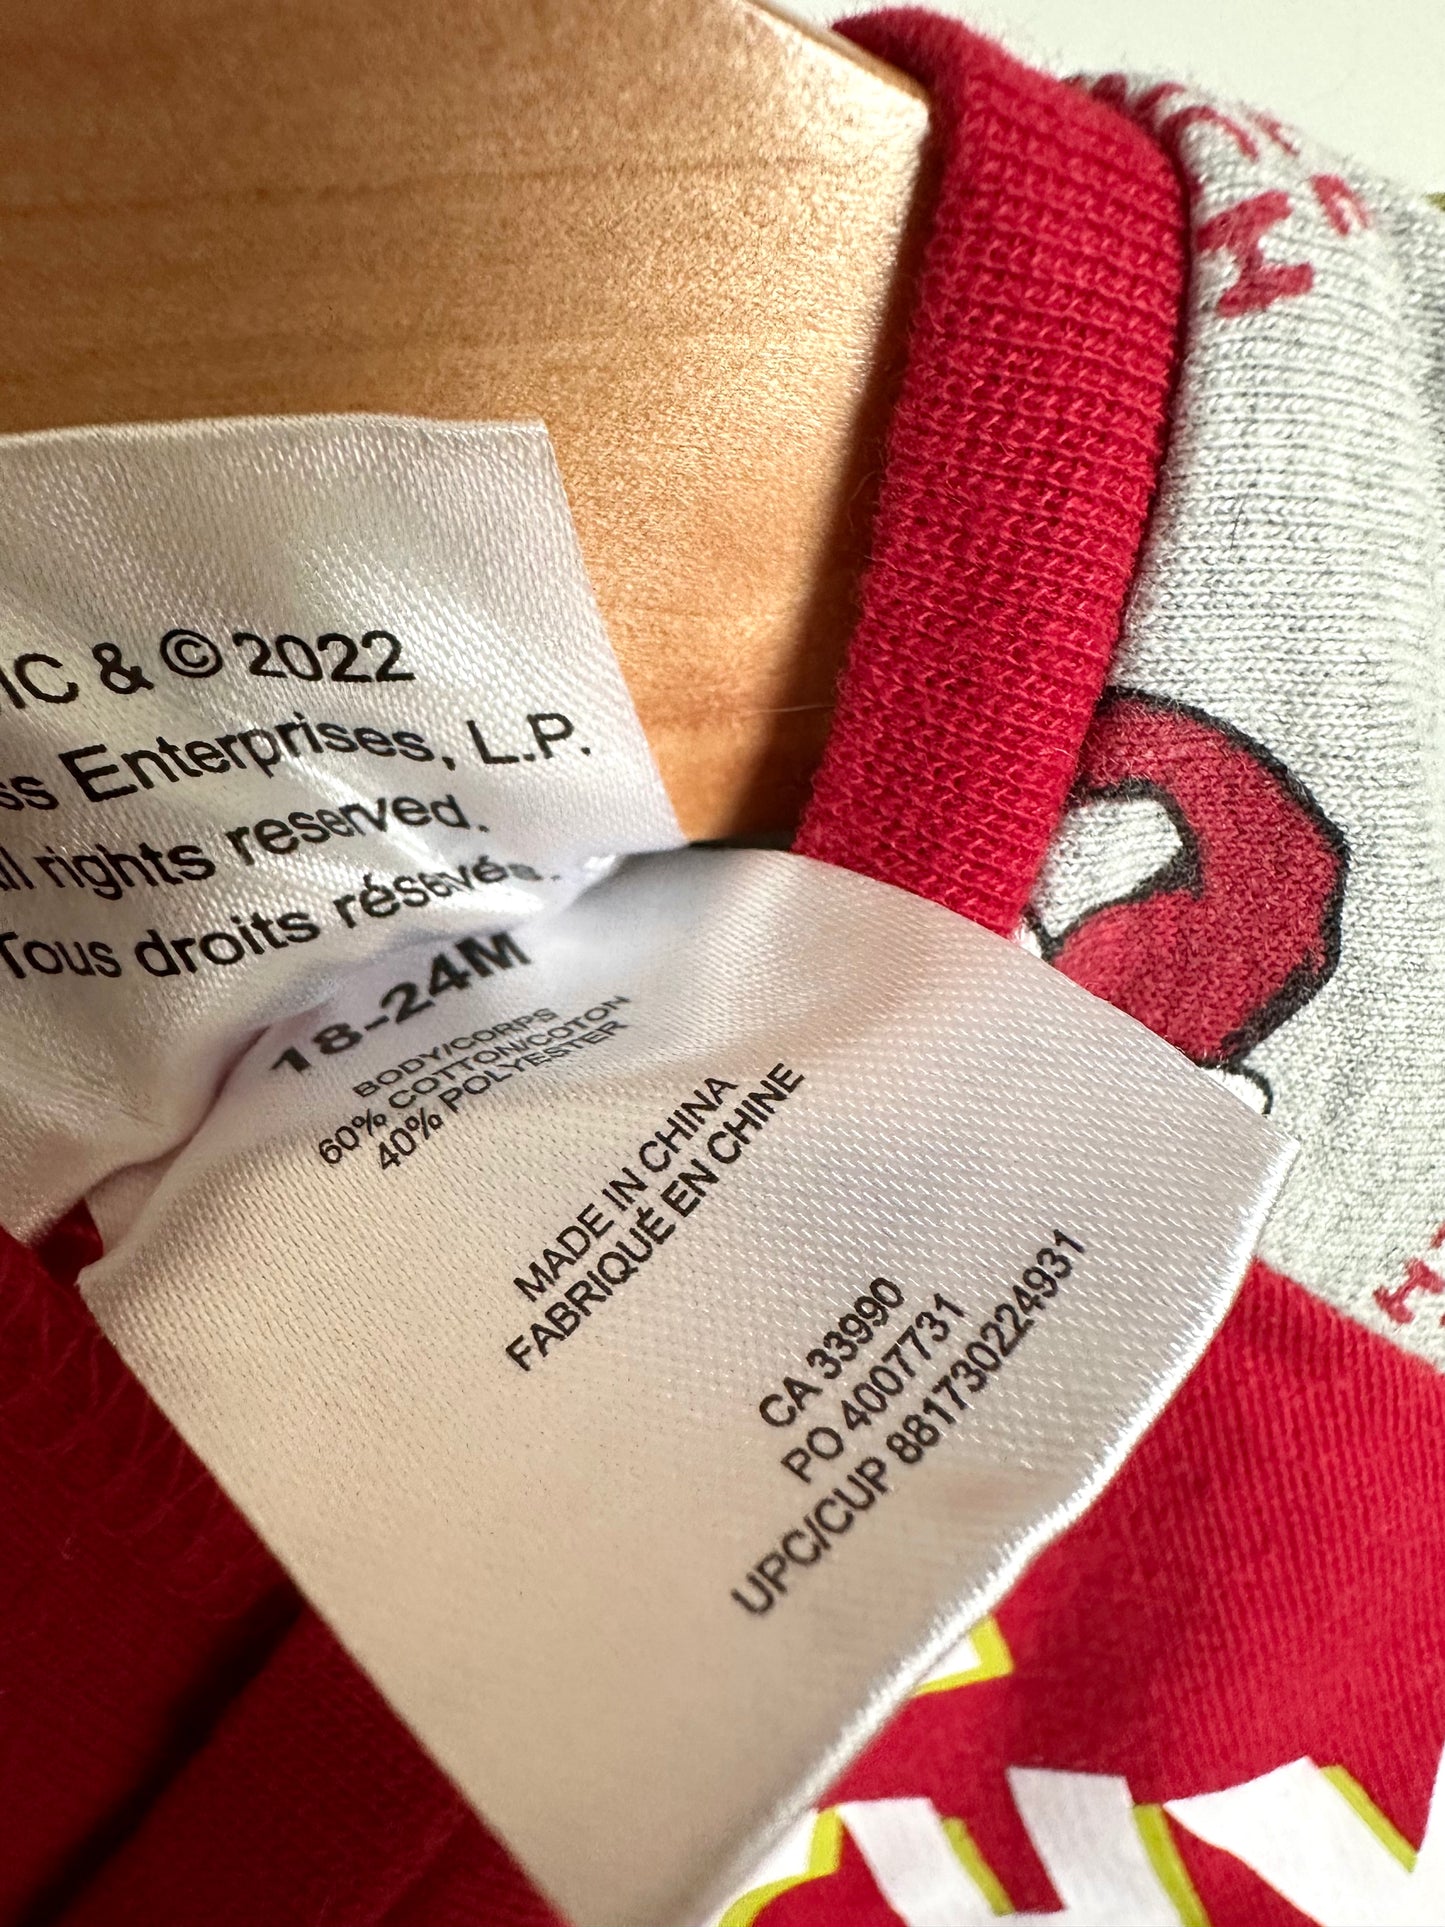 IC & © 2022
ss Enterprises, L.P.
ll rights reserved.
Tous droits réservés.
18-24M
BODY/CORPS
60% COTTON/COTON
40% POLYESTER
MADE IN CHINA
FABRIQUÉ EN CHINE
CA 33990
PO 4007731
UPC/CUP 881730224931